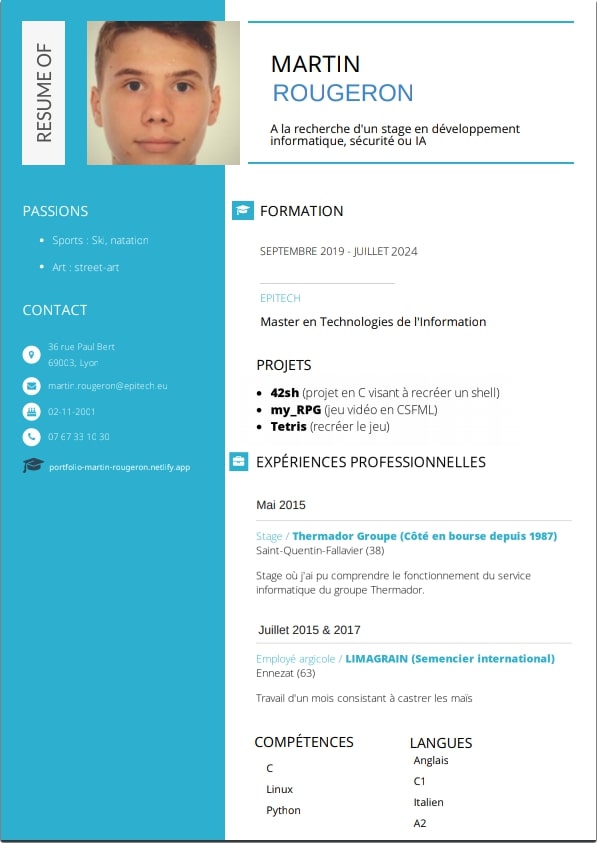 RESUME OF
MARTIN
ROUGERON
A la recherche d'un stage en développement
informatique, sécurité ou IA
PASSIONS
Sports : Ski, natation
Art : street-art
CONTACT
36 rue Paul Bert
69003, Lyon
martin.rougeron@epitech.eu
02-11-2001
07 67 33 10 30
portfolio-martin-rougeron.netlify.app
FORMATION
SEPTEMBRE 2019 - JUILLET 2024
EPITECH
Master en Technologies de l'Information
PROJETS
42sh (projet en C visant à recréer un shell)
my_RPG (jeu vidéo en CSFML)
Tetris (recréer le jeu)
EXPÉRIENCES PROFESSIONNELLES
Mai 2015
Stage / Thermador Groupe (Côté en bourse depuis 1987)
Saint-Quentin-Fallavier (38)
Stage où j'ai pu comprendre le fonctionnement du service
informatique du groupe Thermador.
Juillet 2015 & 2017
Employé argicole / LIMAGRAIN (Semencier international)
Ennezat (63)
Travail d'un mois consistant à castrer les maïs
COMPÉTENCES
C
Linux
Python
LANGUES
Anglais
C1
Italien
A2